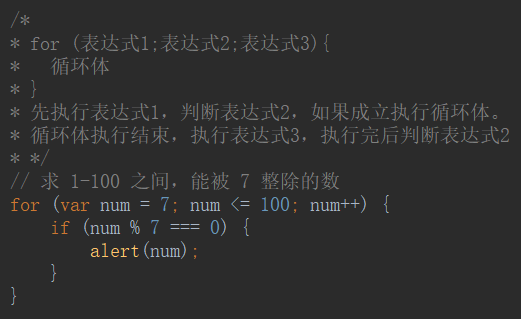 /*
* for (表达式1;表达式2;表达式3){
*   循环体
* }
* 先执行表达式1，判断表达式2，如果成立执行循环体。
* 循环体执行结束，执行表达式3，执行完后判断表达式2
* */
// 求 1-100 之间，能被 7 整除的数
for (var num = 7; num <= 100; num++) {
    if (num % 7 === 0) {
        alert(num);
    }
}